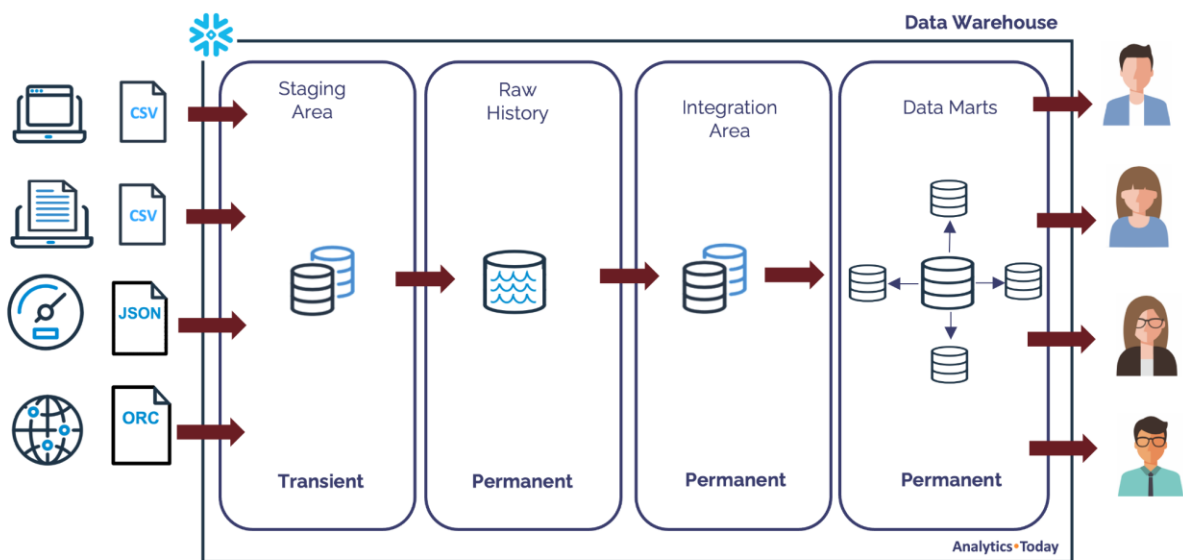 Data Warehouse
Staging
Area
Raw
History
Integration
Area
Data Marts
CSV
CSV
JSON
ORC
Transient
Permanent
Permanent
Permanent
Analytics•Today